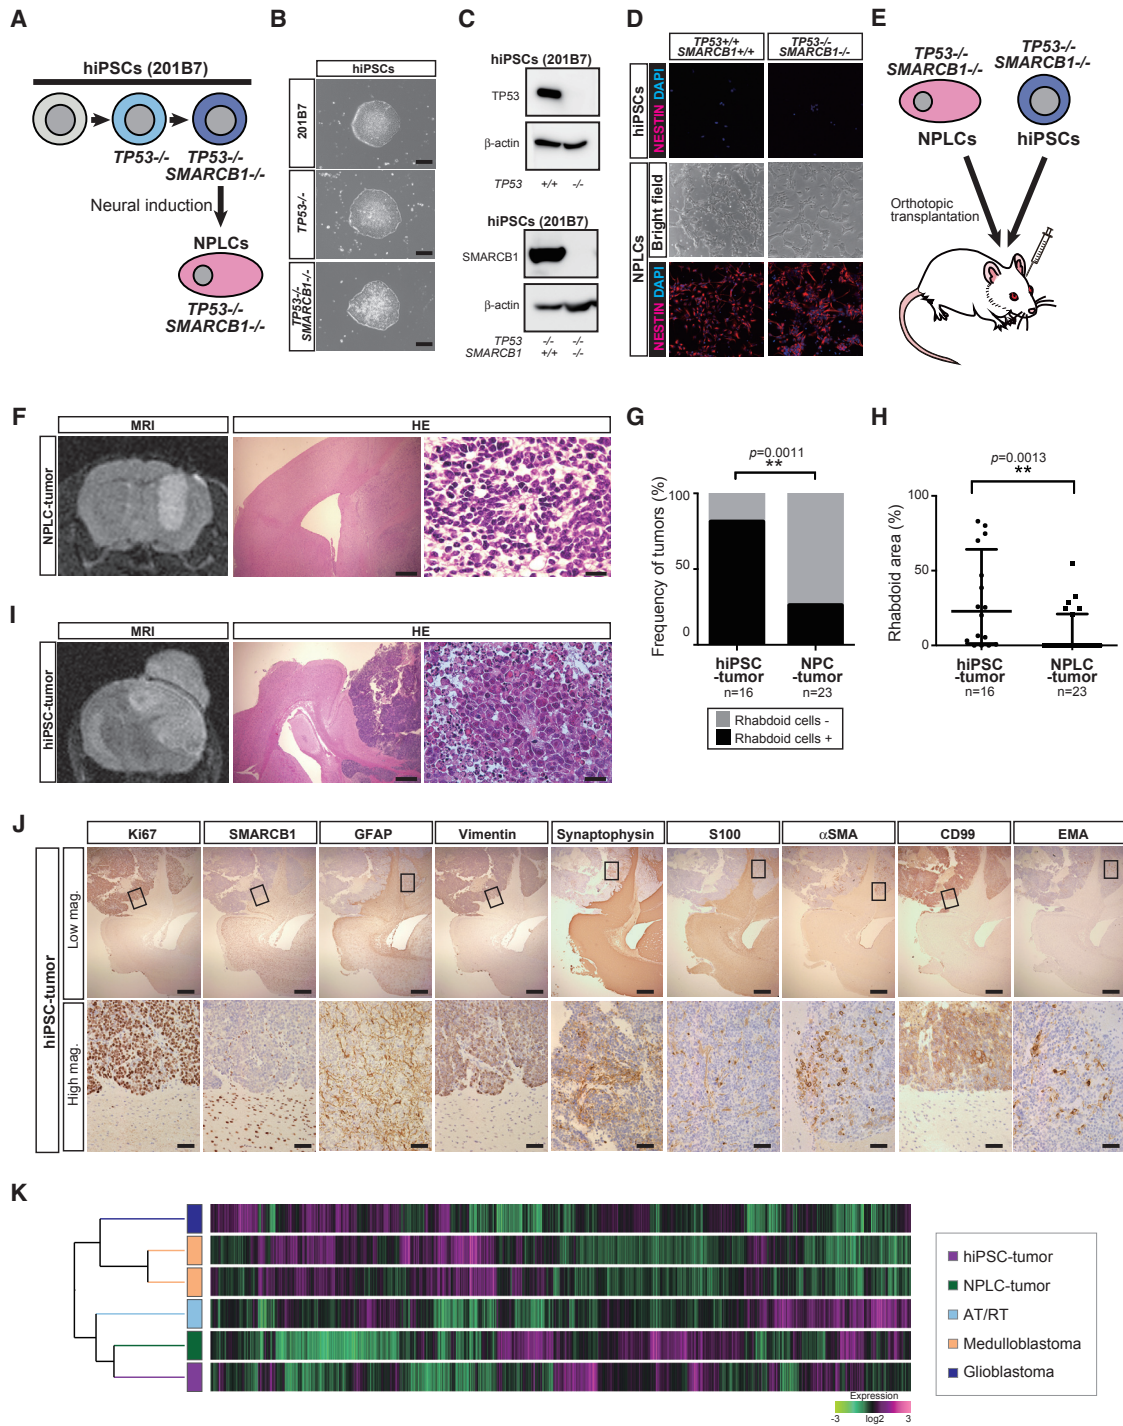 A
hiPSCs (201B7)
TP53-/-
TP53-/-
SMARCB1-/-
Neural induction
NPLCs
TP53-/-
SMARCB1-/-
B
hiPSCs
201B7
TP53-/-
TP53-/-
SMARCB1-/-
C
hiPSCs (201B7)
TP53
β-actin
TP53 +/+ -/-
hiPSCs (201B7)
SMARCB1
β-actin
TP53 -/- -/-
SMARCB1 +/+ -/-
D
TP53+/+
SMARCB1+/+
TP53-/-
SMARCB1-/-
hiPSCs
NESTIN DAPI
NPLCs
Bright field
NESTIN DAPI
E
TP53-/-
SMARCB1-/-
NPLCs
TP53-/-
SMARCB1-/-
hiPSCs
Orthotopic
transplantation
F
MRI
HE
NPLC-tumor
G
p=0.0011
**
Frequency of tumors (%)
100
50
0
hiPSC
-tumor
n=16
NPC
-tumor
n=23
Rhabdoid cells -
Rhabdoid cells +
H
p=0.0013
**
Rhabdoid area (%)
100
50
0
hiPSC
-tumor
n=16
NPLC
-tumor
n=23
I
MRI
HE
hiPSC-tumor
J
Ki67
SMARCB1
GFAP
Vimentin
Synaptophysin
S100
αSMA
CD99
EMA
hiPSC-tumor
Low mag.
High mag.
K
hiPSC-tumor
NPLC-tumor
AT/RT
Medulloblastoma
Glioblastoma
Expression
-3 log2 3